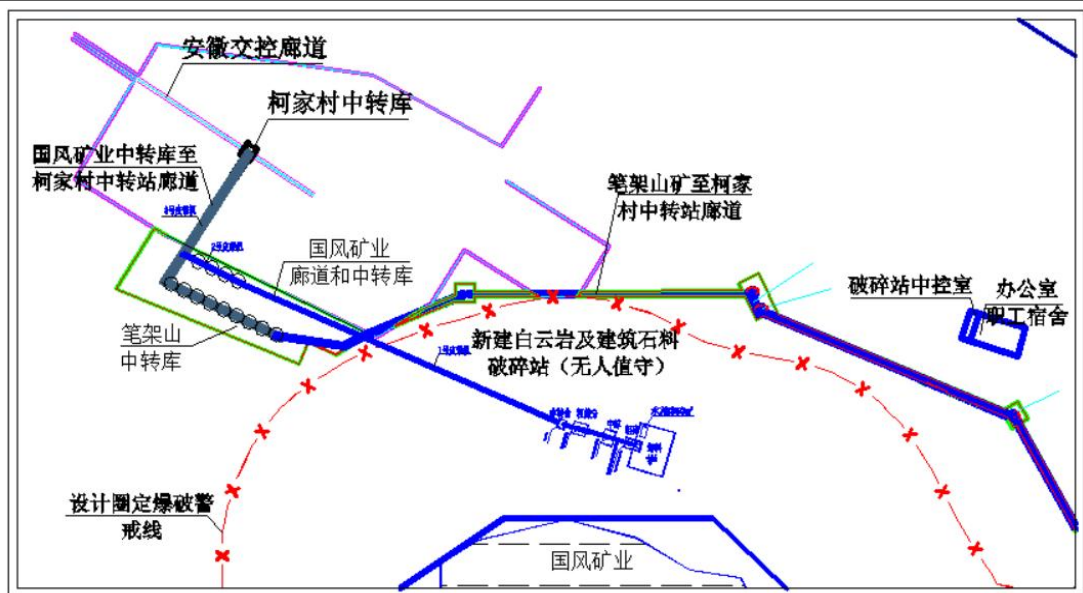 安徽交控廊道
柯家村中转库
国风矿业中转库至
柯家村中转站廊道
笔架山矿至柯家
村中转站廊道
国风矿业
廊道和中转库
破碎站中控室
办公室
职工宿舍
笔架山
中转库
新建白云岩及建筑石料
破碎站（无人值守）
设计圈定爆破警
戒线
国风矿业